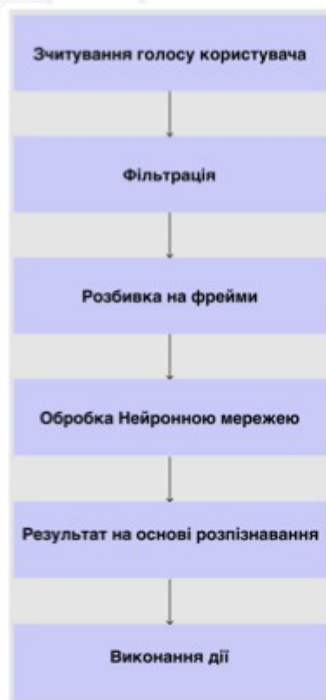 Зчитування голосу користувача
Фільтрація
Розбивка на фрейми
Обробка Нейронною мережею
Результат на основі розпізнавання
Виконання дії